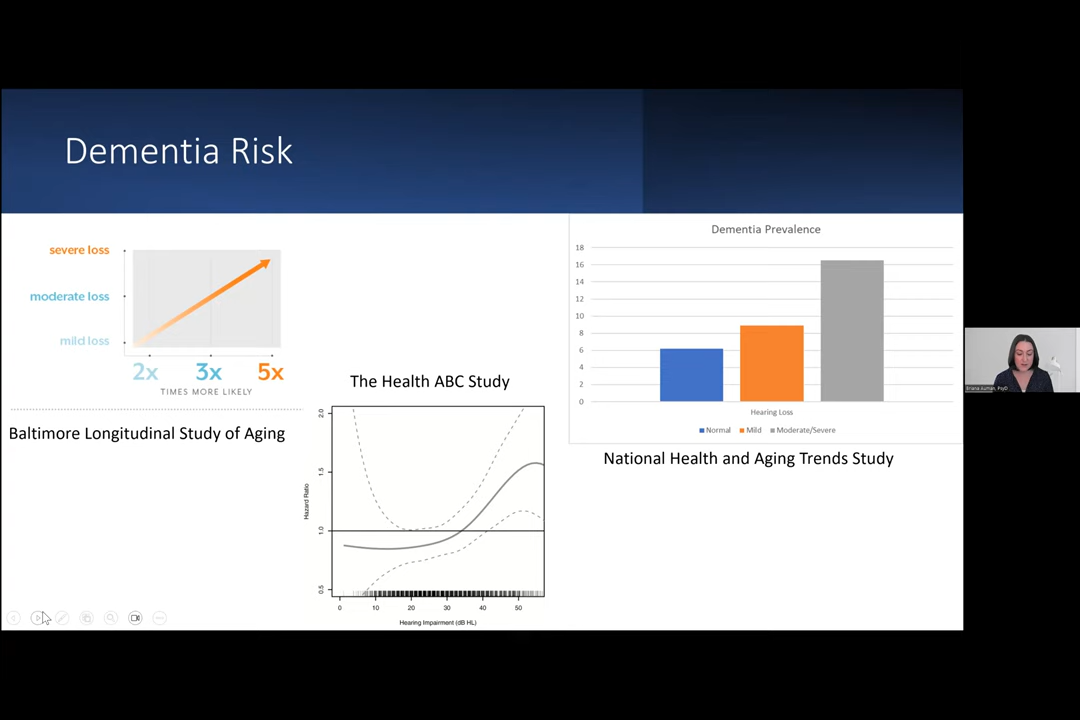 Dementia Risk
severe loss
moderate loss
mild loss
2x 3x 5x
TIMES MORE LIKELY
Baltimore Longitudinal Study of Aging
The Health ABC Study
2.0
1.5
1.0
0.5
Hazard Ratio
0 10 20 30 40 50
Hearing Impairment (dB HL)
Dementia Prevalence
18
16
14
12
10
8
6
4
2
0
Hearing Loss
Normal Mild Moderate/Severe
National Health and Aging Trends Study